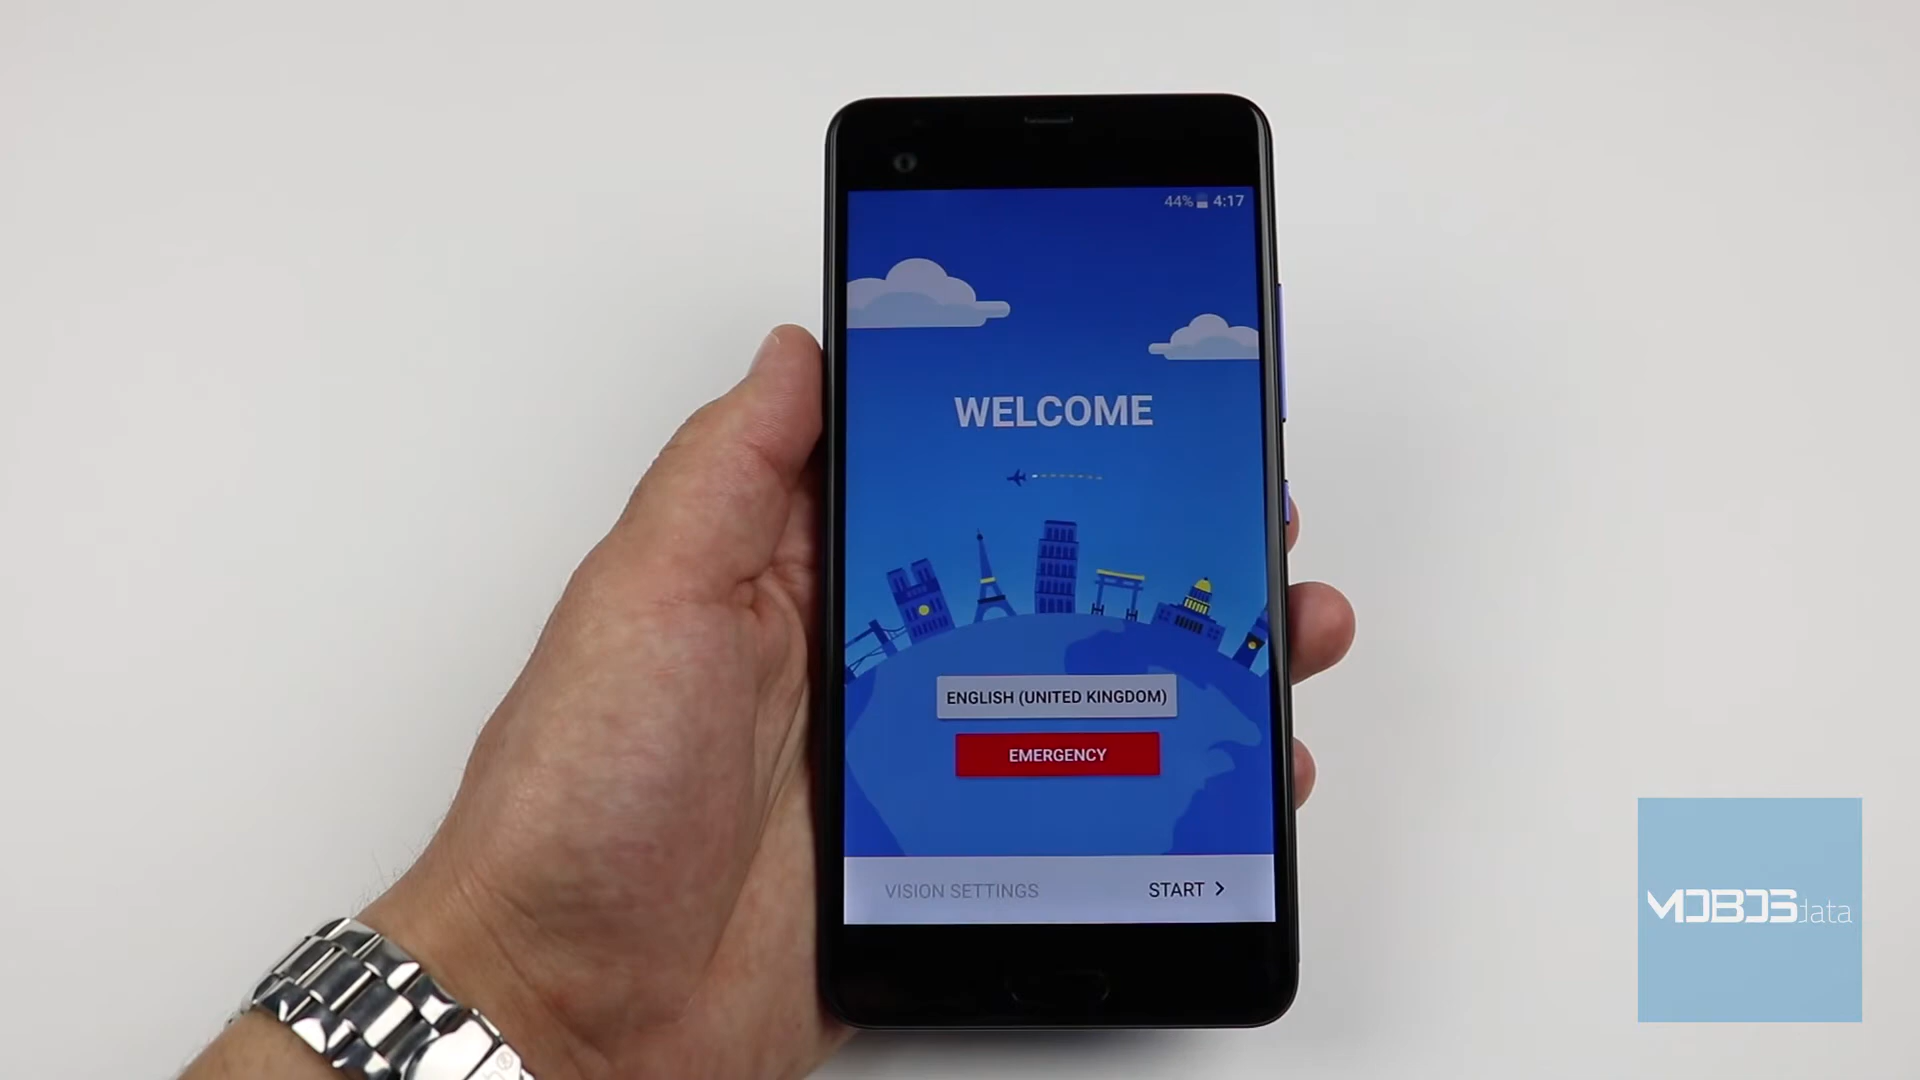 44% 4:17
WELCOME
ENGLISH (UNITED KINGDOM)
EMERGENCY
VISION SETTINGS
START
MOBOSdata